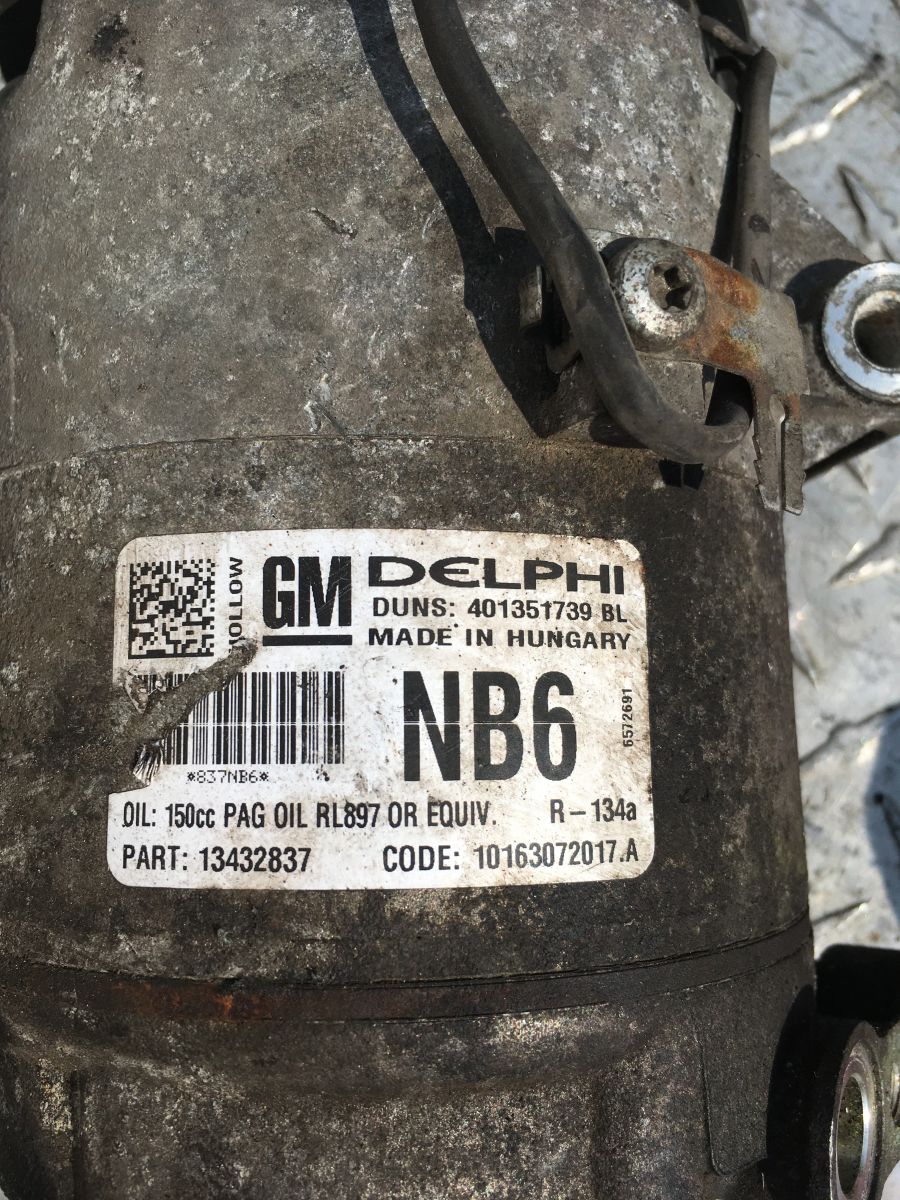 HOLLOW
GM
DELPHI
DUNS: 401351739 BL
MADE IN HUNGARY
NB6
6572691
*837NB6*
OIL: 150cc PAG OIL RL897 OR EQUIV. R-134a
PART: 13432837 CODE: 10163072017.A